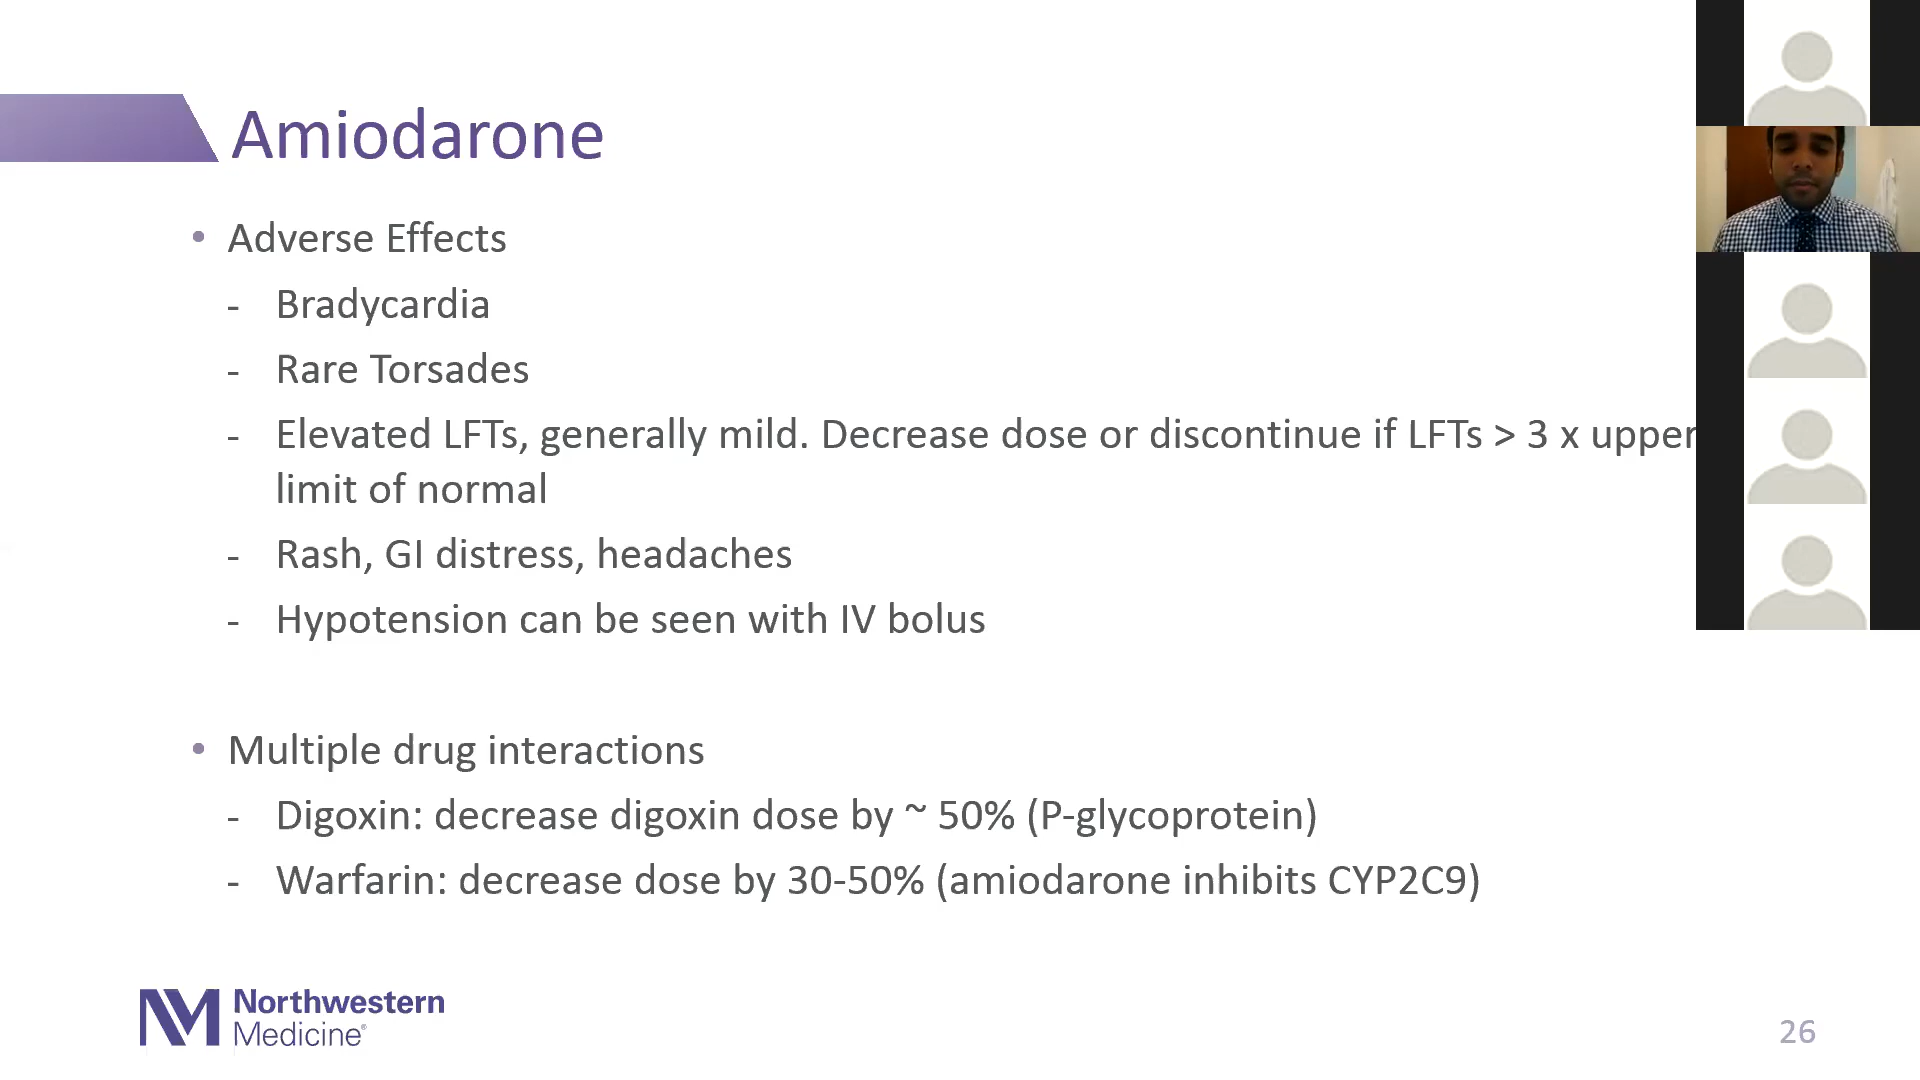 Amiodarone
• Adverse Effects
- Bradycardia
- Rare Torsades
- Elevated LFTs, generally mild. Decrease dose or discontinue if LFTs > 3 x upper
limit of normal
- Rash, GI distress, headaches
- Hypotension can be seen with IV bolus
• Multiple drug interactions
- Digoxin: decrease digoxin dose by ~ 50% (P-glycoprotein)
- Warfarin: decrease dose by 30-50% (amiodarone inhibits CYP2C9)
NM Northwestern
Medicine®
26